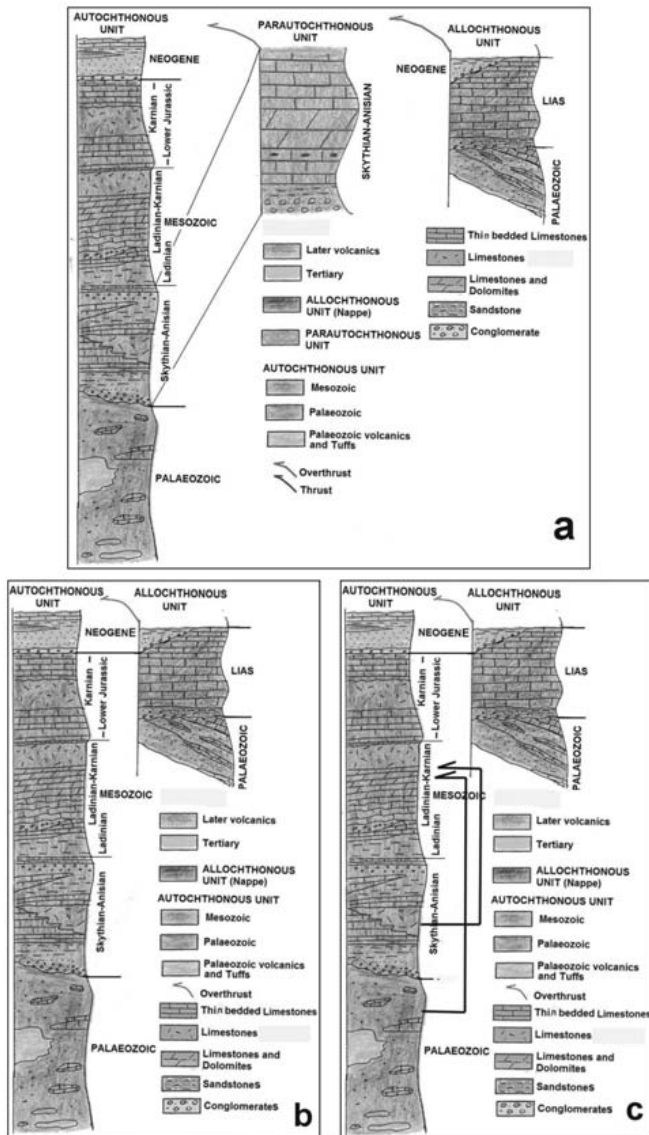 AUTOCHTHONOUS
UNIT
PARAUTOCHTHONOUS
UNIT
ALLOCHTHONOUS
UNIT
NEOGENE
Karnian –
– Lower Jurassic
Ladinian-Karnian
MESOZOIC
Ladinian
Skythian-Anisian
PALAEOZOIC
SKYTHIAN-ANISIAN
NEOGENE
LIAS
PALAEOZOIC
Later volcanics
Tertiary
ALLOCHTHONOUS
UNIT (Nappe)
PARAUTOCHTHONOUS
UNIT
AUTOCHTHONOUS UNIT
Mesozoic
Palaeozoic
Palaeozoic volcanics
and Tuffs
Overthrust
Thrust
Thin bedded Limestones
Limestones
Limestones and
Dolomites
Sandstone
Conglomerate
a
AUTOCHTHONOUS
UNIT
ALLOCHTHONOUS
UNIT
NEOGENE
Karnian –
– Lower Jurassic
Ladinian-Karnian
MESOZOIC
Ladinian
Skythian-Anisian
PALAEOZOIC
LIAS
PALAEOZOIC
Later volcanics
Tertiary
ALLOCHTHONOUS
UNIT (Nappe)
AUTOCHTHONOUS UNIT
Mesozoic
Palaeozoic
Palaeozoic volcanics
and Tuffs
Overthrust
Thin bedded Limestones
Limestones
Limestones and
Dolomites
Sandstones
Conglomerates
b
AUTOCHTHONOUS
UNIT
ALLOCHTHONOUS
UNIT
NEOGENE
Karnian –
– Lower Jurassic
Ladinian-Karnian
MESOZOIC
Ladinian
Skythian-Anisian
PALAEOZOIC
LIAS
PALAEOZOIC
Later volcanics
Tertiary
ALLOCHTHONOUS
UNIT (Nappe)
AUTOCHTHONOUS UNIT
Mesozoic
Palaeozoic
Palaeozoic volcanics
and Tuffs
Overthrust
Thin bedded Limestones
Limestones
Limestones and
Dolomites
Sandstones
Conglomerates
c